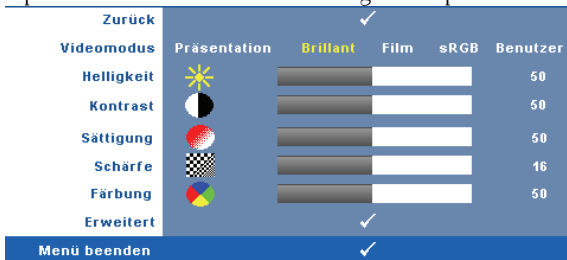 Zurück
Videomodus Präsentation Brillant Film sRGB Benutzer
Helligkeit 50
Kontrast 50
Sättigung 50
Schärfe 16
Färbung 50
Erweitert
Menü beenden